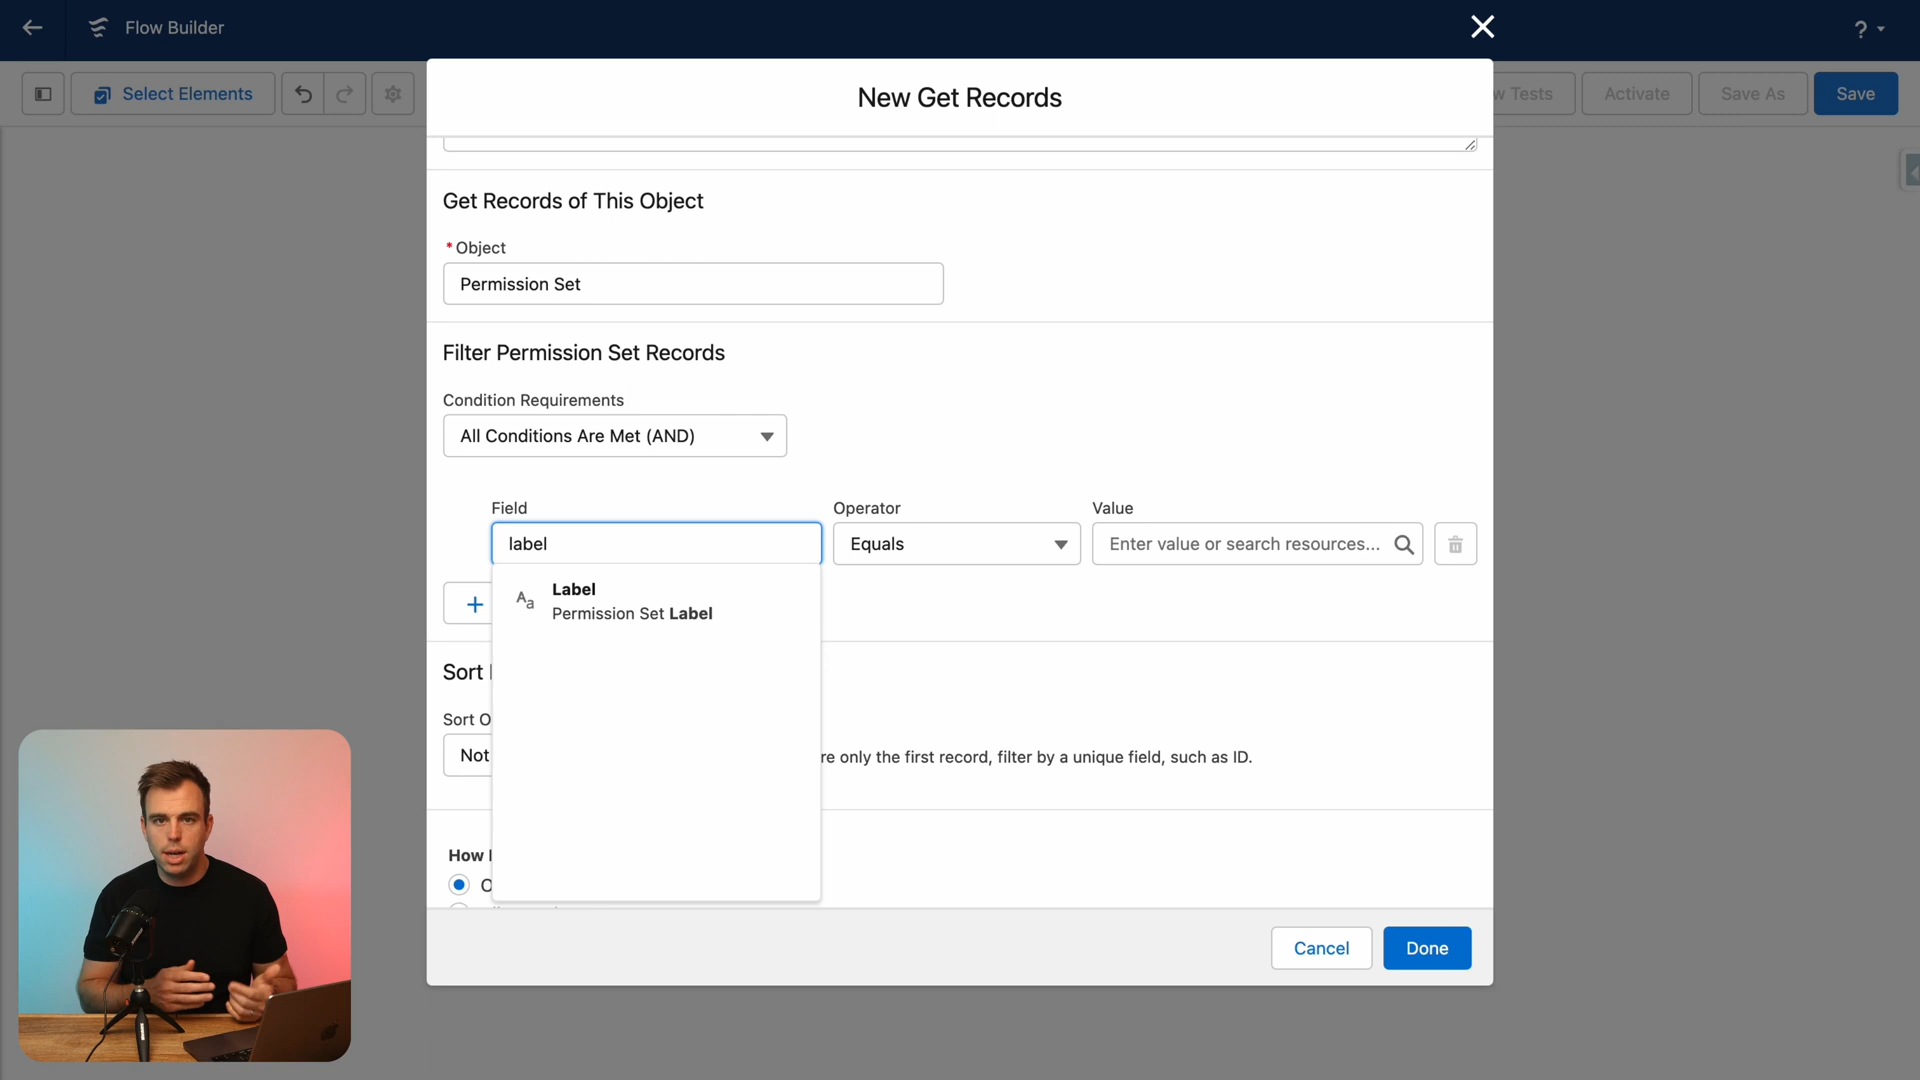 Flow Builder
?
Select Elements
w Tests
Activate
Save As
Save
New Get Records
Get Records of This Object
* Object
Permission Set
Filter Permission Set Records
Condition Requirements
All Conditions Are Met (AND)
Field
Operator
Value
label
Equals
Enter value or search resources...
Aa
Label
Permission Set Label
Sort
Sort O
Not
re only the first record, filter by a unique field, such as ID.
How
Cancel
Done